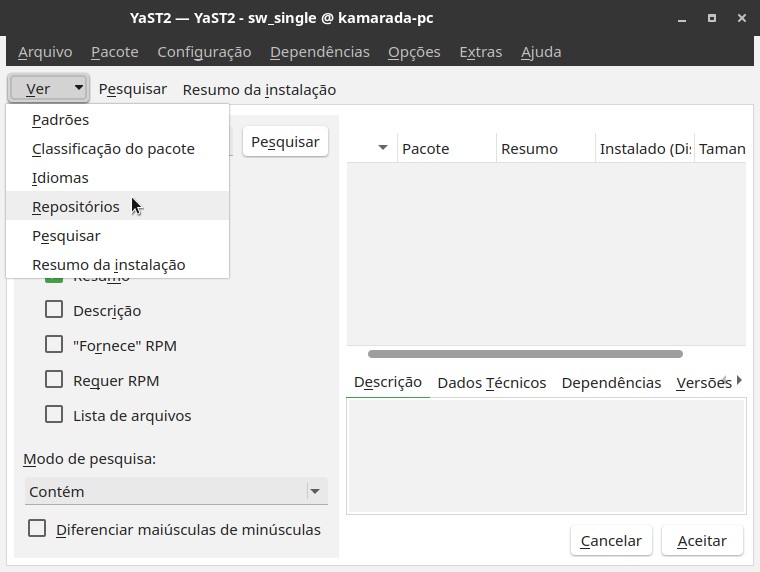 YaST2 — YaST2 - sw_single @ kamarada-pc
Arquivo Pacote Configuração Dependências Opções Extras Ajuda
Ver Pesquisar Resumo da instalação
Padrões
Classificação do pacote
Idiomas
Repositórios
Pesquisar
Resumo da instalação
Pesquisar
Resumo
Descrição
"Fornece" RPM
Requer RPM
Lista de arquivos
Modo de pesquisa:
Contém
Diferenciar maiúsculas de minúsculas
Pacote Resumo Instalado (Dis Taman
Descrição Dados Técnicos Dependências Versões
Cancelar Aceitar